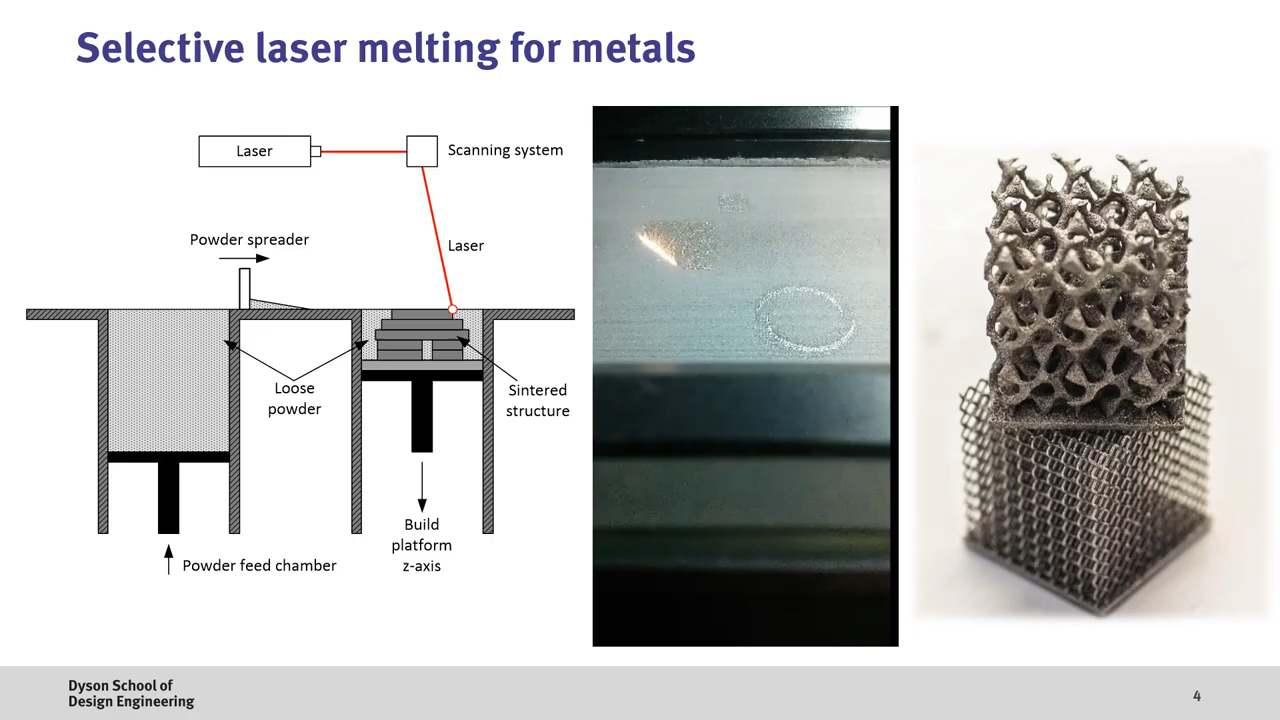 Selective laser melting for metals
Laser
Scanning system
Powder spreader
Laser
Loose
powder
Sintered
structure
Build
platform
z-axis
Powder feed chamber
Dyson School of
Design Engineering
4